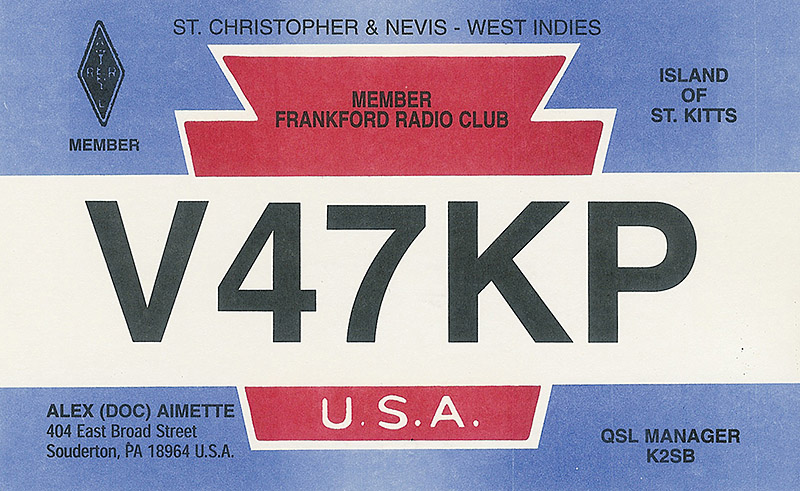 ST. CHRISTOPHER & NEVIS - WEST INDIES
ARRL
MEMBER
MEMBER
FRANKFORD RADIO CLUB
ISLAND
OF
ST. KITTS
V47KP
U.S.A.
ALEX (DOC) AIMETTE
404 East Broad Street
Souderton, PA 18964 U.S.A.
QSL MANAGER
K2SB